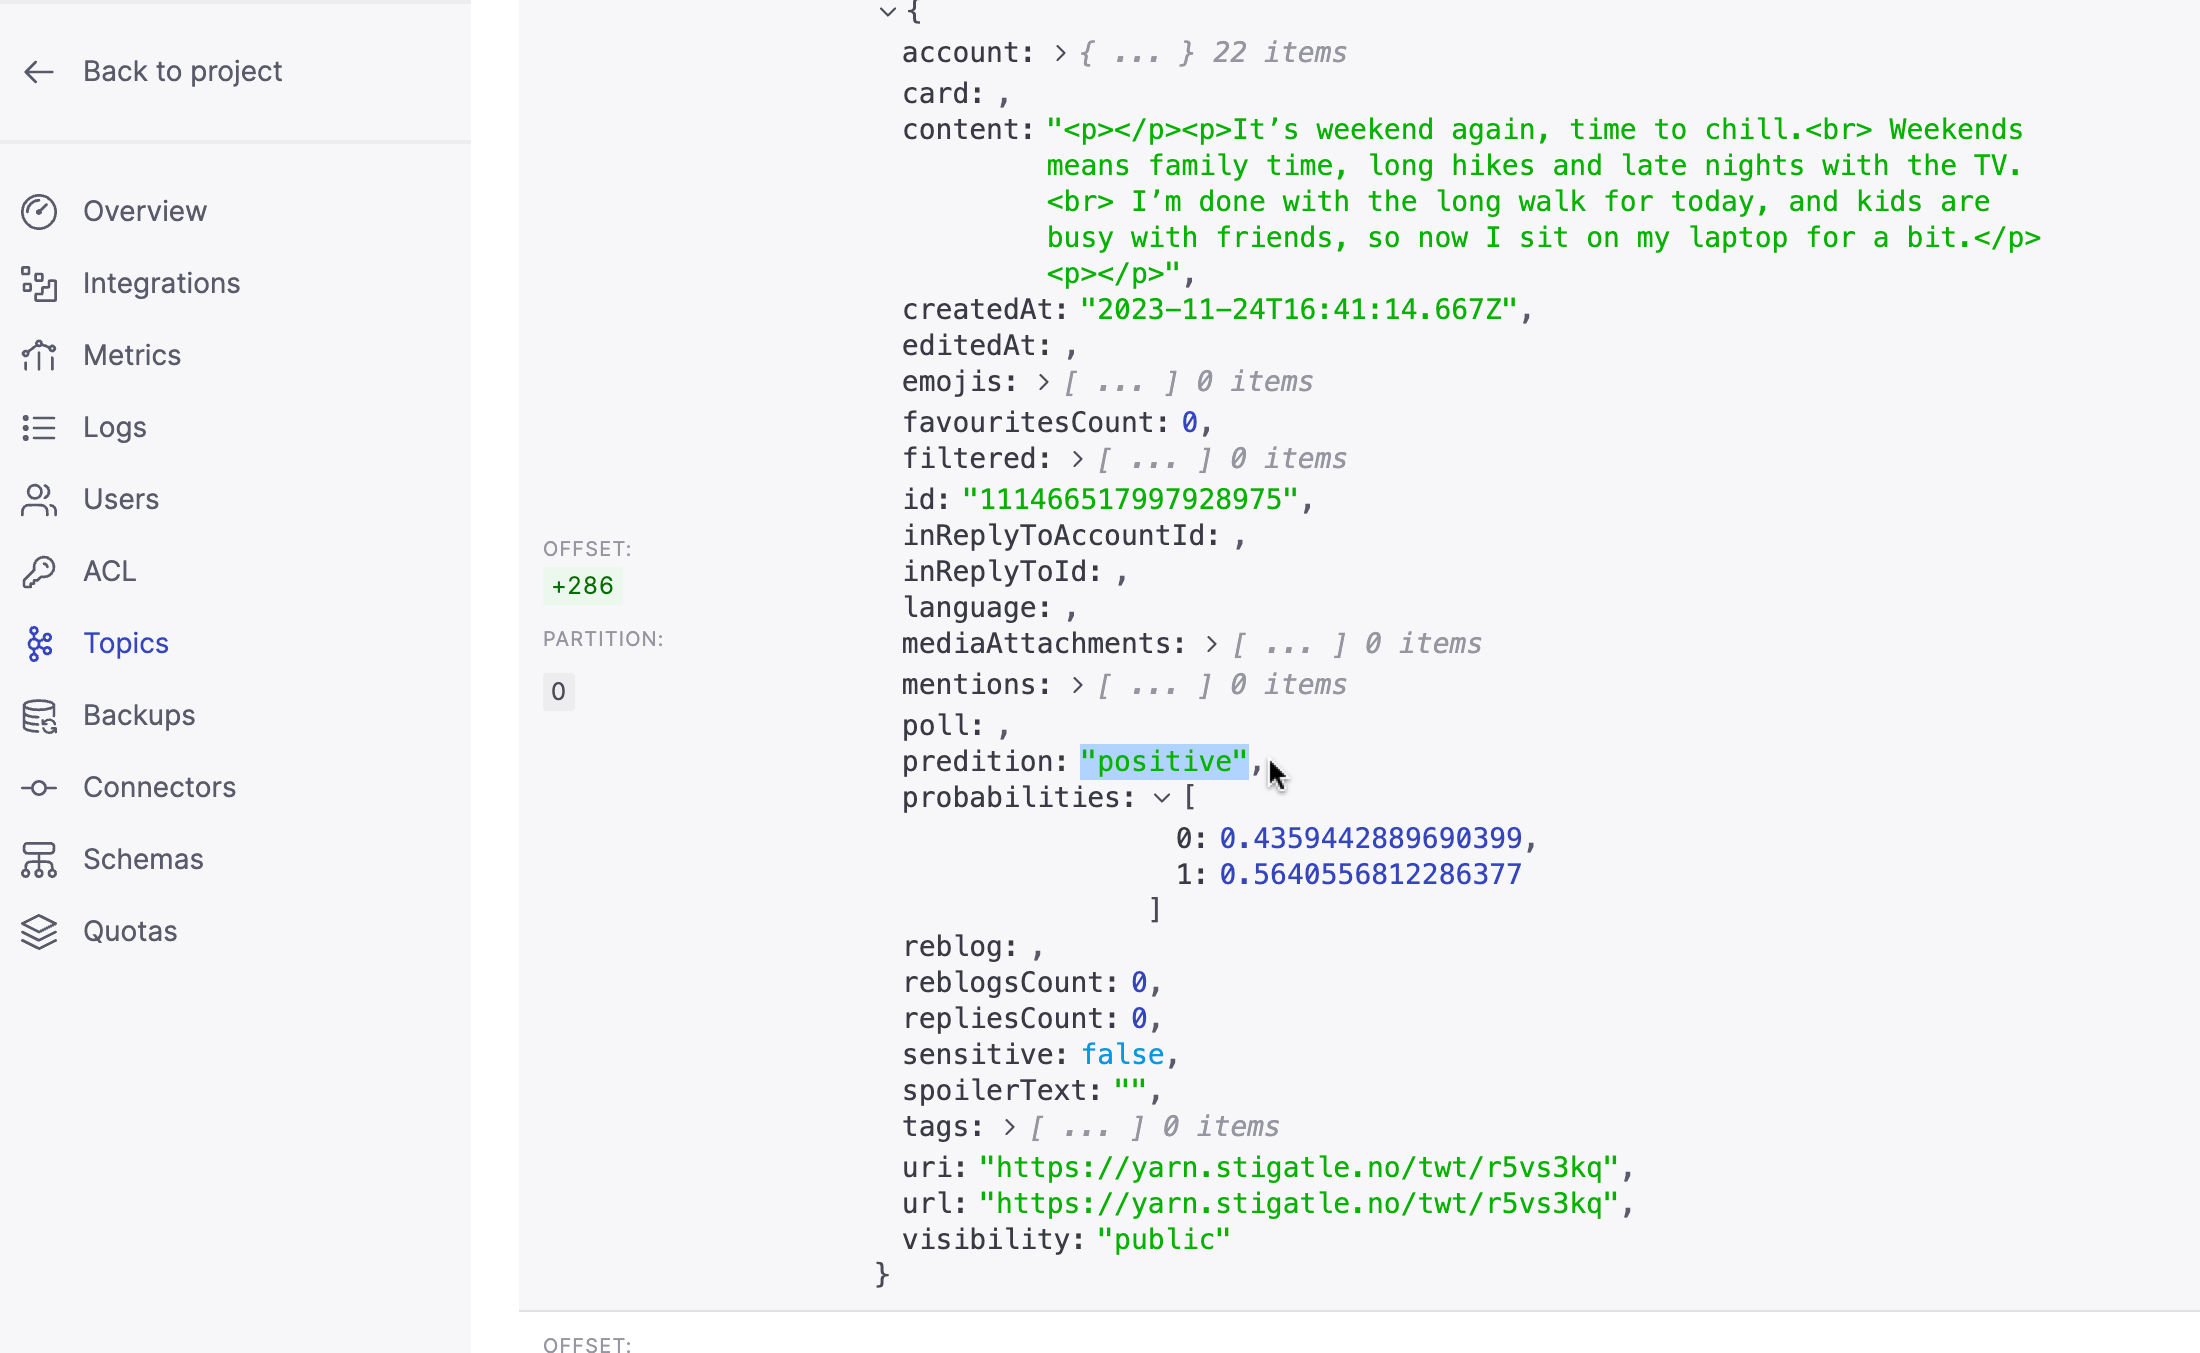 Back to project
Overview
Integrations
Metrics
Logs
Users
ACL
Topics
Backups
Connectors
Schemas
Quotas
OFFSET:
+286
PARTITION:
0
{
account: { ... } 22 items
card: ,
content: "<p></p><p>It’s weekend again, time to chill.<br> Weekends
means family time, long hikes and late nights with the TV.
<br> I’m done with the long walk for today, and kids are
busy with friends, so now I sit on my laptop for a bit.</p>
<p></p>",
createdAt: "2023-11-24T16:41:14.667Z",
editedAt: ,
emojis: [ ... ] 0 items
favouritesCount: 0,
filtered: [ ... ] 0 items
id: "111466517997928975",
inReplyToAccountId: ,
inReplyToId: ,
language: ,
mediaAttachments: [ ... ] 0 items
mentions: [ ... ] 0 items
poll: ,
predition: "positive",
probabilities: [
0: 0.4359442889690399,
1: 0.5640556812286377
]
reblog: ,
reblogsCount: 0,
repliesCount: 0,
sensitive: false,
spoilerText: "",
tags: [ ... ] 0 items
uri: "https://yarn.stigatle.no/twt/r5vs3kq",
url: "https://yarn.stigatle.no/twt/r5vs3kq",
visibility: "public"
}
OFFSET: